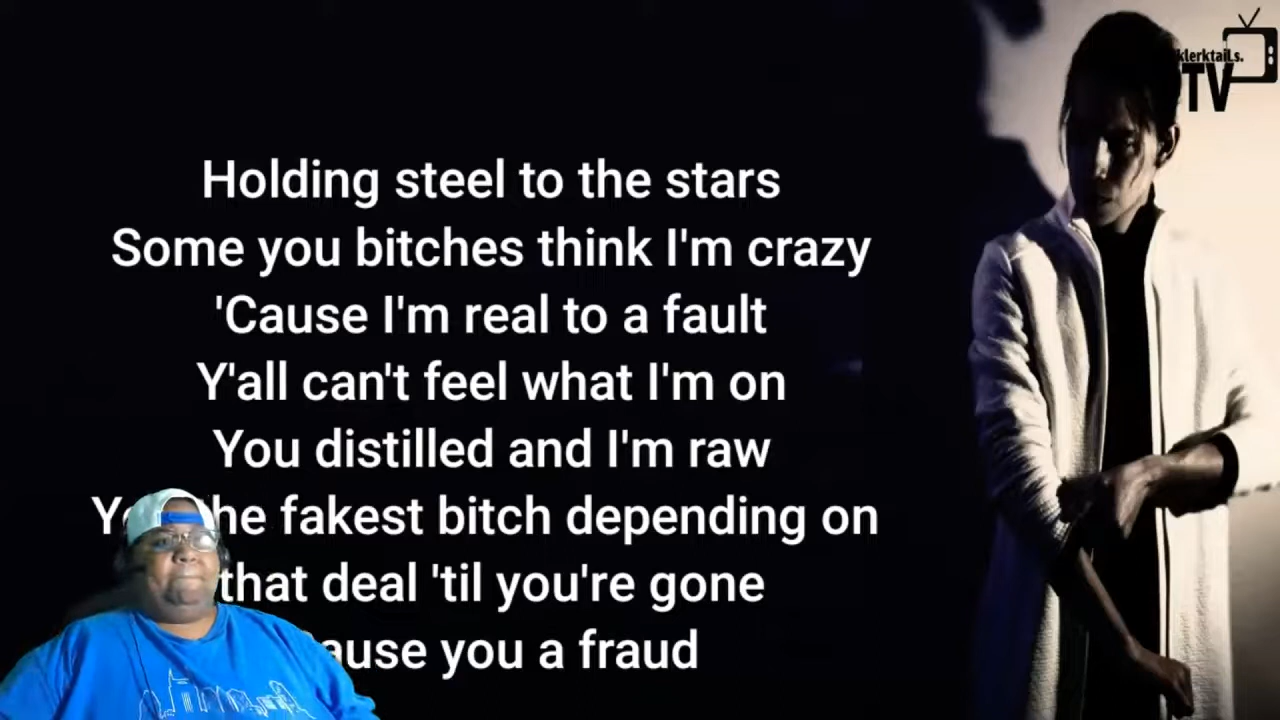 klerktails.
TV
Holding steel to the stars
Some you bitches think I'm crazy
'Cause I'm real to a fault
Y'all can't feel what I'm on
You distilled and I'm raw
fakest bitch depending on
that deal 'til you're gone
you a fraud